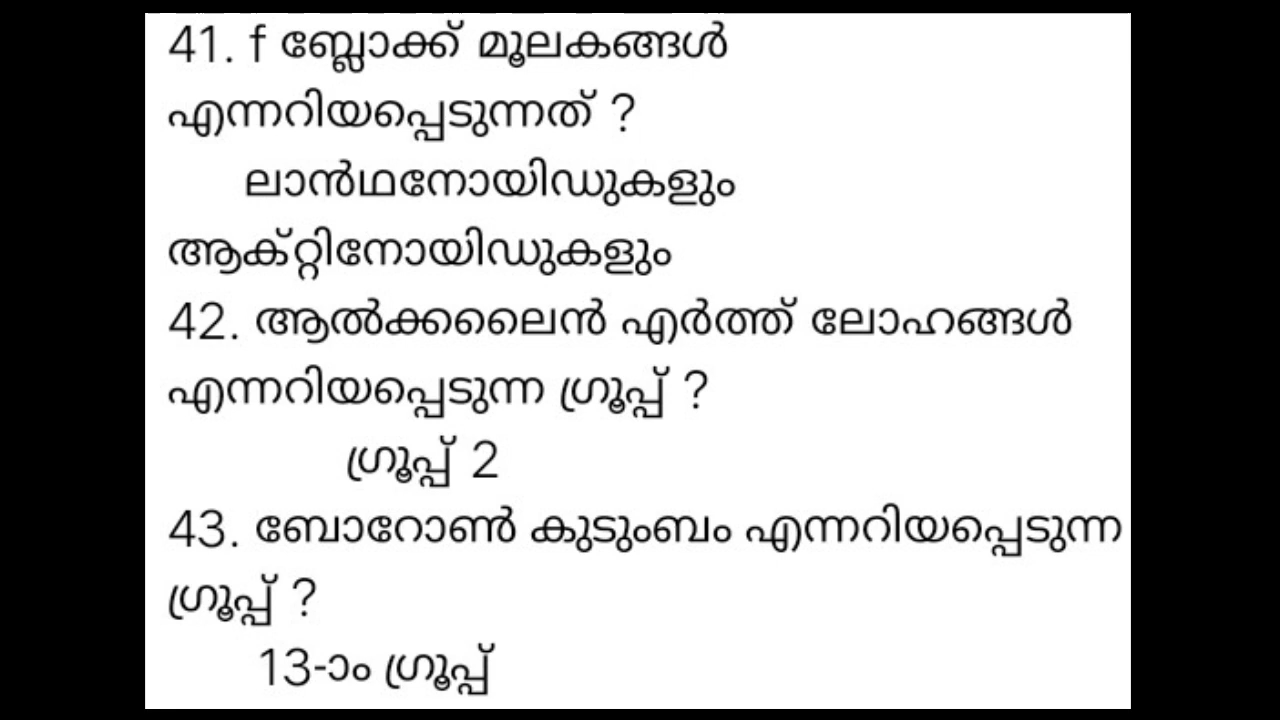 41. f ബ്ലോക്ക് മൂലകങ്ങൾ
എന്നറിയപ്പെടുന്നത് ?
ലാൻഥനോയിഡുകളും
ആക്റ്റിനോയിഡുകളും
42. ആൽക്കലൈൻ എർത്ത് ലോഹങ്ങൾ
എന്നറിയപ്പെടുന്ന ഗ്രൂപ്പ് ?
ഗ്രൂപ്പ് 2
43. ബോറോൺ കുടുംബം എന്നറിയപ്പെടുന്ന
ഗ്രൂപ്പ് ?
13-ാം ഗ്രൂപ്പ്